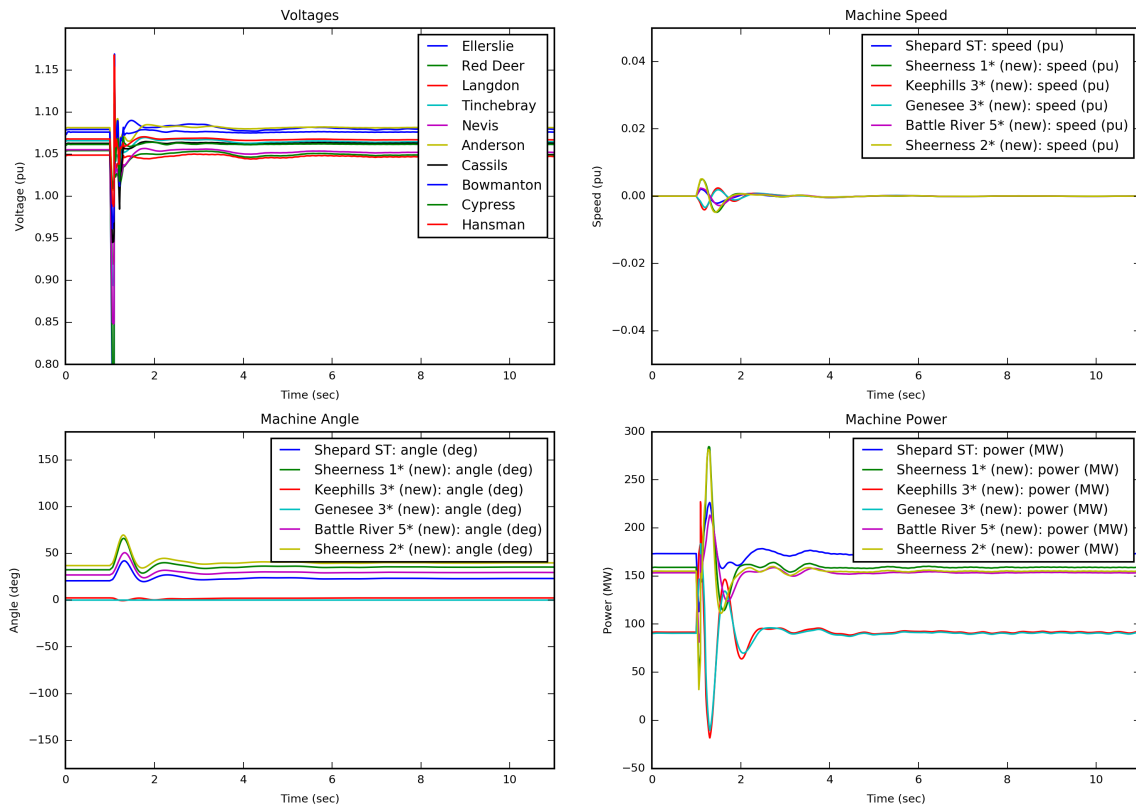 Voltages
1.15
1.10
1.05
1.00
0.95
0.90
0.85
0.80
Voltage (pu)
0
2
4
6
8
10
Time (sec)
Ellerslie
Red Deer
Langdon
Tinchebray
Nevis
Anderson
Cassils
Bowmanton
Cypress
Hansman
Machine Speed
0.04
0.02
0.00
−0.02
−0.04
Speed (pu)
0
2
4
6
8
10
Time (sec)
Shepard ST: speed (pu)
Sheerness 1* (new): speed (pu)
Keephills 3* (new): speed (pu)
Genesee 3* (new): speed (pu)
Battle River 5* (new): speed (pu)
Sheerness 2* (new): speed (pu)
Machine Angle
150
100
50
0
−50
−100
−150
Angle (deg)
0
2
4
6
8
10
Time (sec)
Shepard ST: angle (deg)
Sheerness 1* (new): angle (deg)
Keephills 3* (new): angle (deg)
Genesee 3* (new): angle (deg)
Battle River 5* (new): angle (deg)
Sheerness 2* (new): angle (deg)
Machine Power
300
250
200
150
100
50
0
−50
Power (MW)
0
2
4
6
8
10
Time (sec)
Shepard ST: power (MW)
Sheerness 1* (new): power (MW)
Keephills 3* (new): power (MW)
Genesee 3* (new): power (MW)
Battle River 5* (new): power (MW)
Sheerness 2* (new): power (MW)